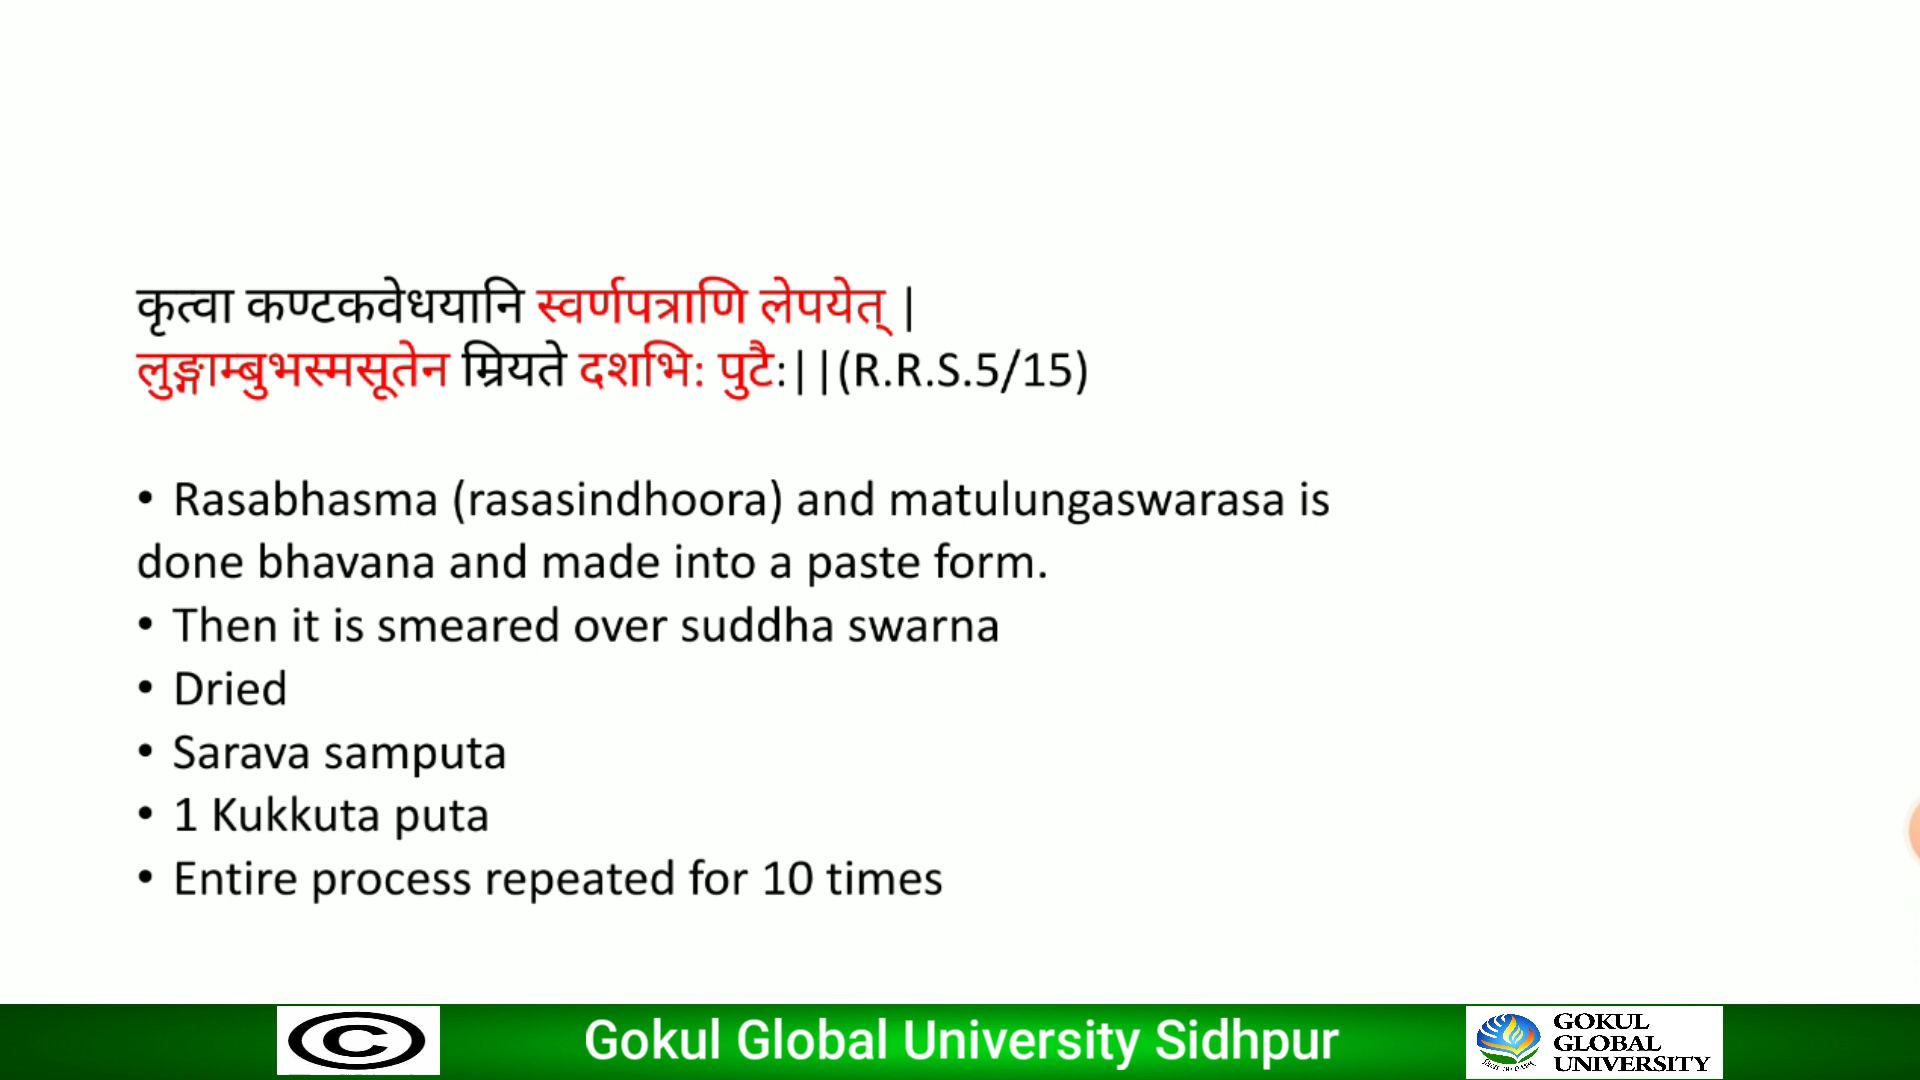 कृत्वा कण्टकवेधयानि स्वर्णपत्राणि लेपयेत् |
लुङ्गाम्बुभस्मसूतेन म्रियते दशभि: पुटै:||(R.R.S.5/15)
• Rasabhasma (rasasindhoora) and matulungaswarasa is
done bhavana and made into a paste form.
• Then it is smeared over suddha swarna
• Dried
• Sarava samputa
• 1 Kukkuta puta
• Entire process repeated for 10 times
C
Gokul Global University Sidhpur
GOKUL
GLOBAL
UNIVERSITY